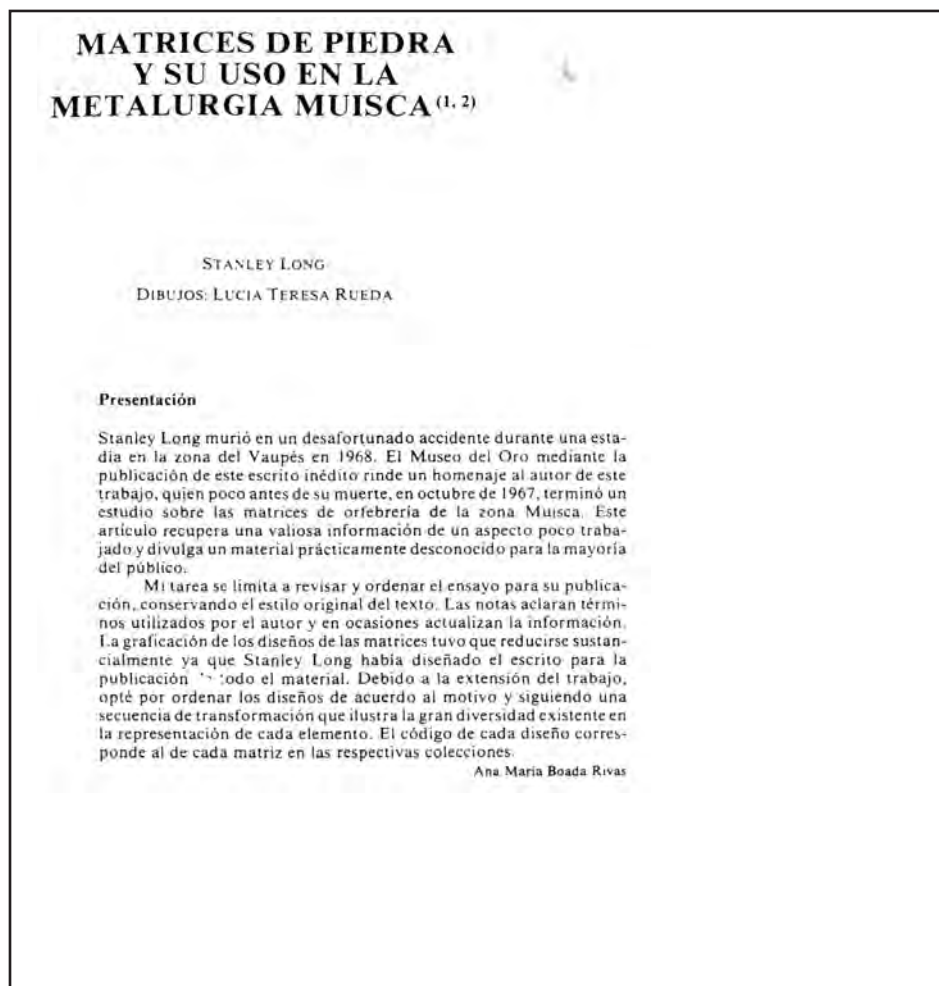 MATRICES DE PIEDRA
Y SU USO EN LA
METALURGIA MUISCA (1, 2)
STANLEY LONG
DIBUJOS: LUCIA TERESA RUEDA
Presentación
Stanley Long murió en un desafortunado accidente durante una esta-
día en la zona del Vaupés en 1968. El Museo del Oro mediante la
publicación de este escrito inédito rinde un homenaje al autor de este
trabajo, quien poco antes de su muerte, en octubre de 1967, terminó un
estudio sobre las matrices de orfebrería de la zona Muisca. Este
artículo recupera una valiosa información de un aspecto poco traba-
jado y divulga un material prácticamente desconocido para la mayoría
del público.
Mi tarea se limita a revisar y ordenar el ensayo para su publica-
ción, conservando el estilo original del texto. Las notas aclaran térmi-
nos utilizados por el autor y en ocasiones actualizan la información.
La graficación de los diseños de las matrices tuvo que reducirse sustan-
cialmente ya que Stanley Long había diseñado el escrito para la
publicación todo el material. Debido a la extensión del trabajo,
opté por ordenar los diseños de acuerdo al motivo y siguiendo una
secuencia de transformación que ilustra la gran diversidad existente en
la representación de cada elemento. El código de cada diseño corres-
ponde al de cada matriz en las respectivas colecciones.
Ana María Boada Rivas